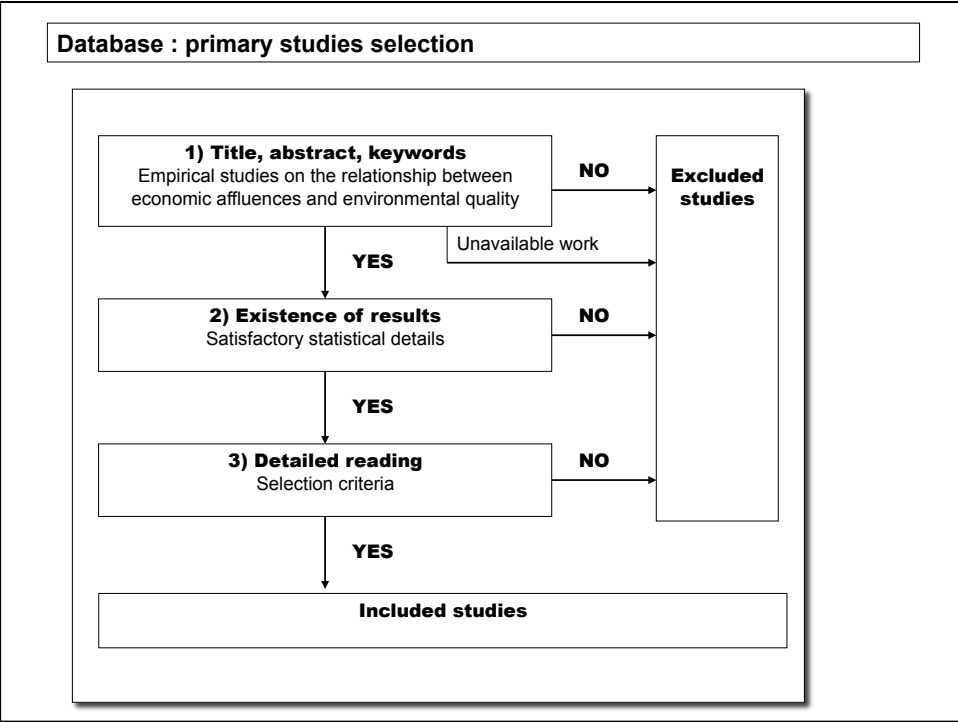 Database : primary studies selection
1) Title, abstract, keywords
Empirical studies on the relationship between
economic affluences and environmental quality
NO
Excluded
studies
Unavailable work
YES
2) Existence of results
Satisfactory statistical details
NO
YES
3) Detailed reading
Selection criteria
NO
YES
Included studies